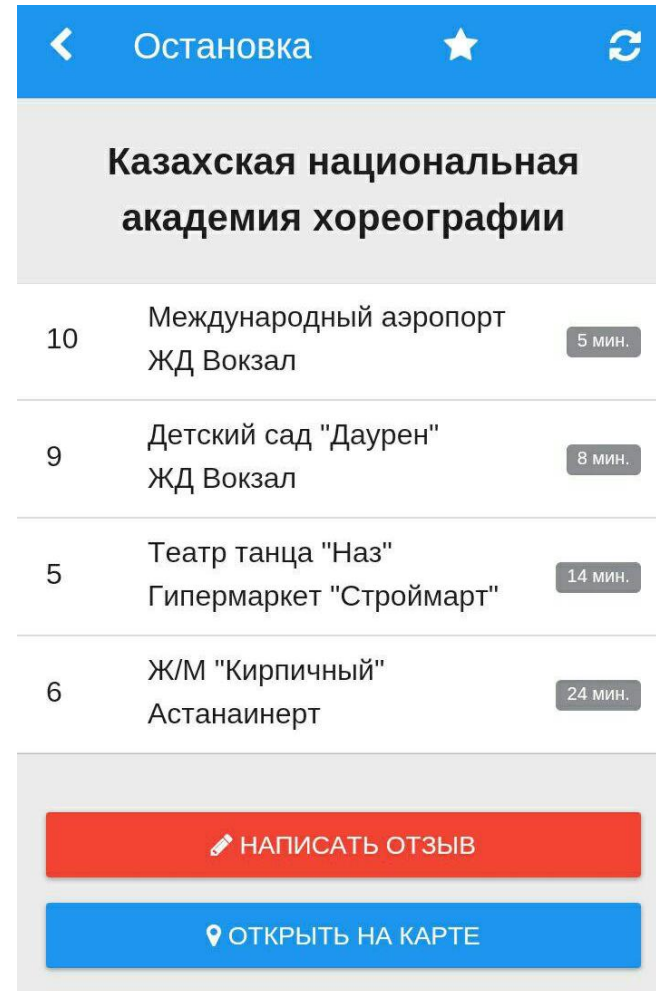 Остановка
Казахская национальная
академия хореографии
10
Международный аэропорт
ЖД Вокзал
5 мин.
9
Детский сад "Даурен"
ЖД Вокзал
8 мин.
5
Театр танца "Наз"
Гипермаркет "Строймарт"
14 мин.
6
Ж/М "Кирпичный"
Астанаинерт
24 мин.
НАПИСАТЬ ОТЗЫВ
ОТКРЫТЬ НА КАРТЕ